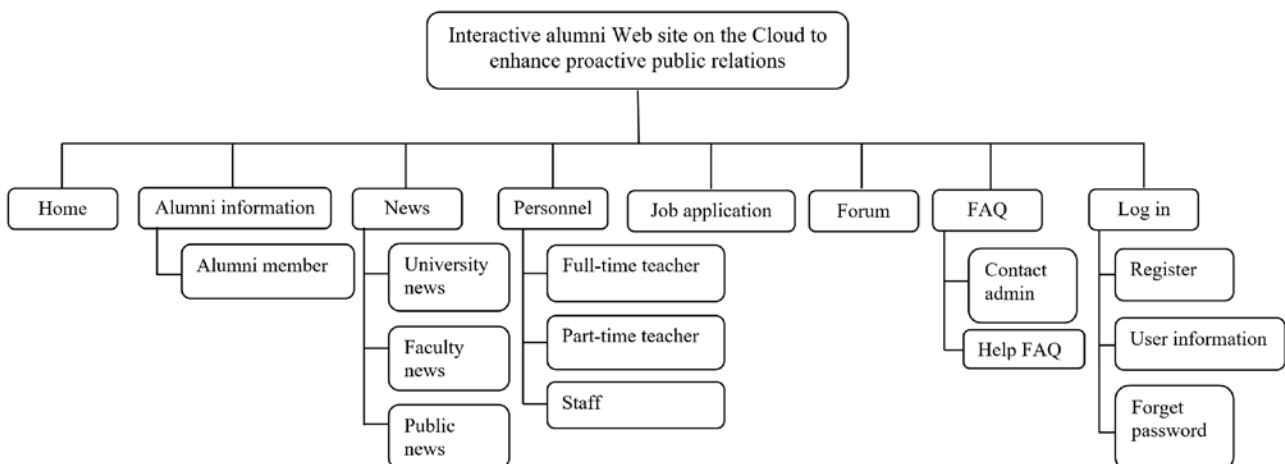 Interactive alumni Web site on the Cloud to
enhance proactive public relations
Home
Alumni information
News
Personnel
Job application
Forum
FAQ
Log in
Alumni member
University
news
Faculty
news
Public
news
Full-time teacher
Part-time teacher
Staff
Contact
admin
Help FAQ
Register
User information
Forget
password